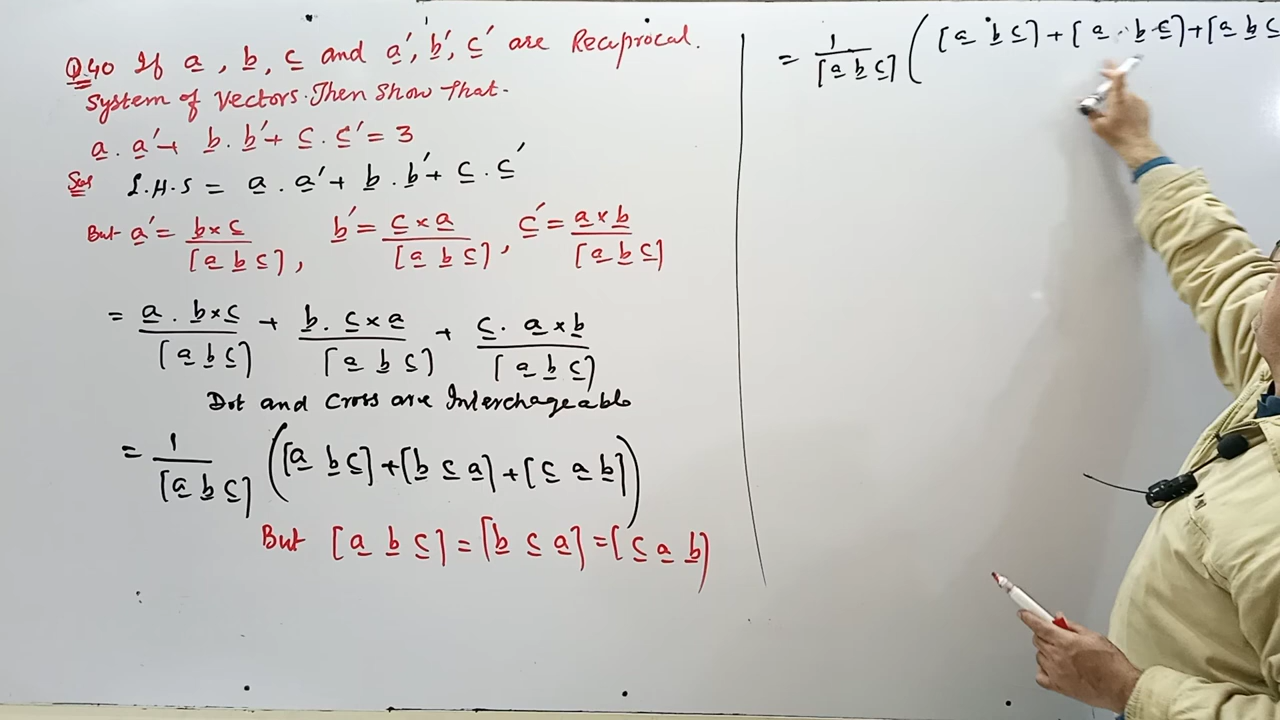 Q.40 If a̲, b̲, c̲ and a̲', b̲', c̲' are Reciprocal
System of Vectors. Then Show That.
a̲ . a̲' + b̲ . b̲' + c̲ . c̲' = 3
Sol L.H.S = a̲ . a̲' + b̲ . b̲' + c̲ . c̲'
But a̲' = b̲ × c̲ / [a̲ b̲ c̲], b̲' = c̲ × a̲ / [a̲ b̲ c̲], c̲' = a̲ × b̲ / [a̲ b̲ c̲]
= a̲ . b̲ × c̲ / [a̲ b̲ c̲] + b̲ . c̲ × a̲ / [a̲ b̲ c̲] + c̲ . a̲ × b̲ / [a̲ b̲ c̲]
Dot and Cross are Interchageable
= 1 / [a̲ b̲ c̲] ([a̲ b̲ c̲] + [b̲ c̲ a̲] + [c̲ a̲ b̲])
But [a̲ b̲ c̲] = [b̲ c̲ a̲] = [c̲ a̲ b̲]
= 1 / [a̲ b̲ c̲] ([a̲ b̲ c̲] + [a̲ b̲ c̲] + [a̲ b̲ c̲